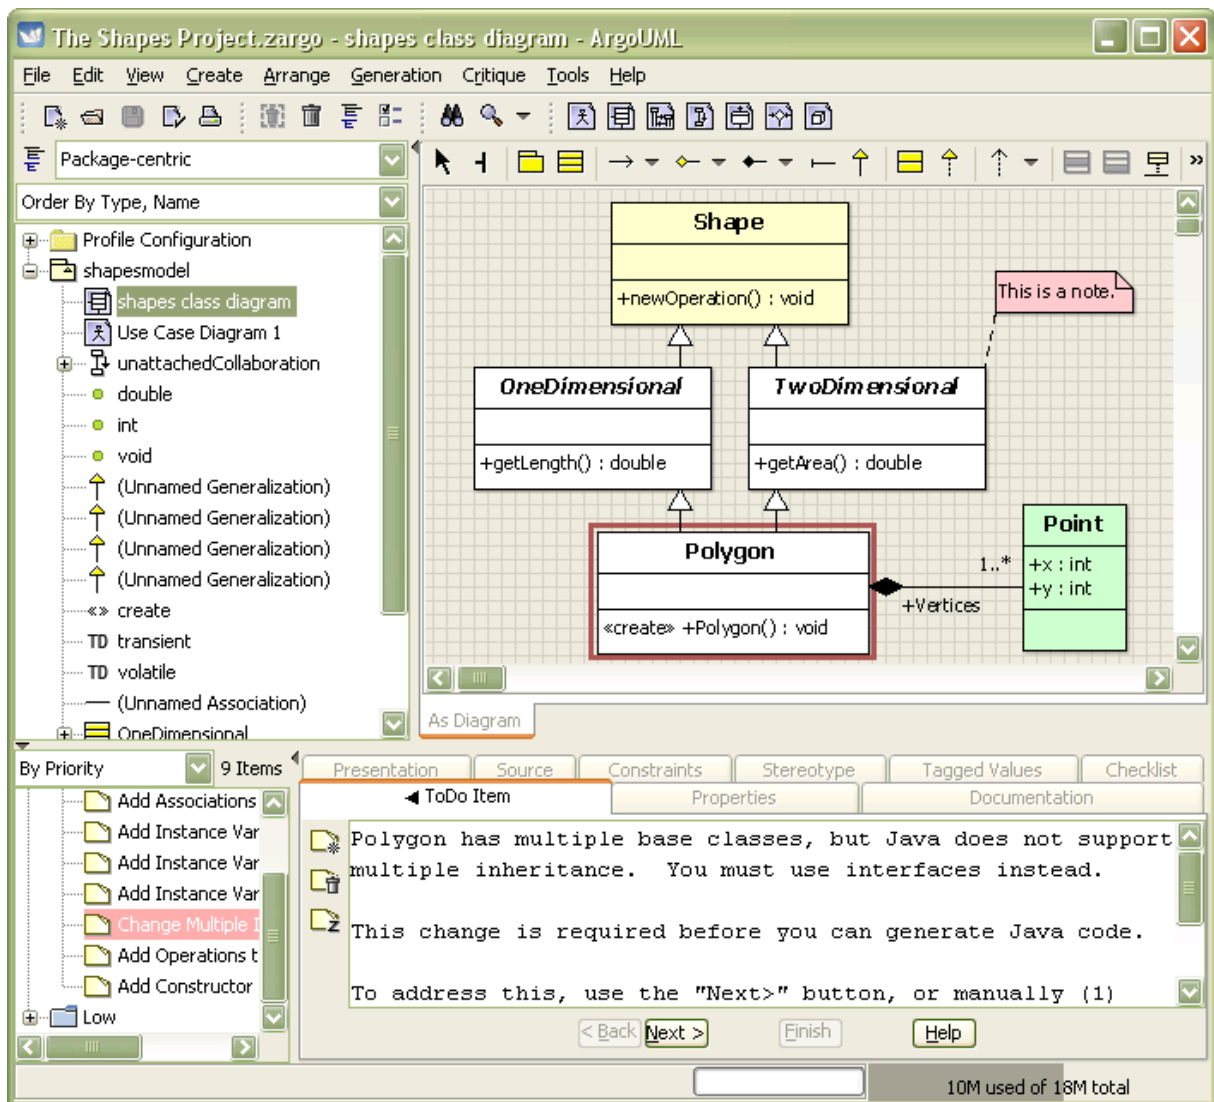 The Shapes Project.zargo - shapes class diagram - ArgoUML
File Edit View Create Arrange Generation Critique Tools Help
Package-centric
Order By Type, Name
Profile Configuration
shapesmodel
shapes class diagram
Use Case Diagram 1
unattachedCollaboration
double
int
void
(Unnamed Generalization)
(Unnamed Generalization)
(Unnamed Generalization)
(Unnamed Generalization)
«» create
TD transient
TD volatile
(Unnamed Association)
OneDimensional
Shape
+newOperation() : void
This is a note.
OneDimensional
+getLength() : double
TwoDimensional
+getArea() : double
Polygon
«create» +Polygon() : void
1..*
+Vertices
Point
+x : int
+y : int
As Diagram
By Priority
9 Items
Add Associations
Add Instance Var
Add Instance Var
Add Instance Var
Change Multiple I
Add Operations t
Add Constructor
Low
Presentation Source Constraints Stereotype Tagged Values Checklist
ToDo Item Properties Documentation
Polygon has multiple base classes, but Java does not support
multiple inheritance. You must use interfaces instead.
This change is required before you can generate Java code.
To address this, use the "Next>" button, or manually (1)
< Back Next > Finish Help
10M used of 18M total